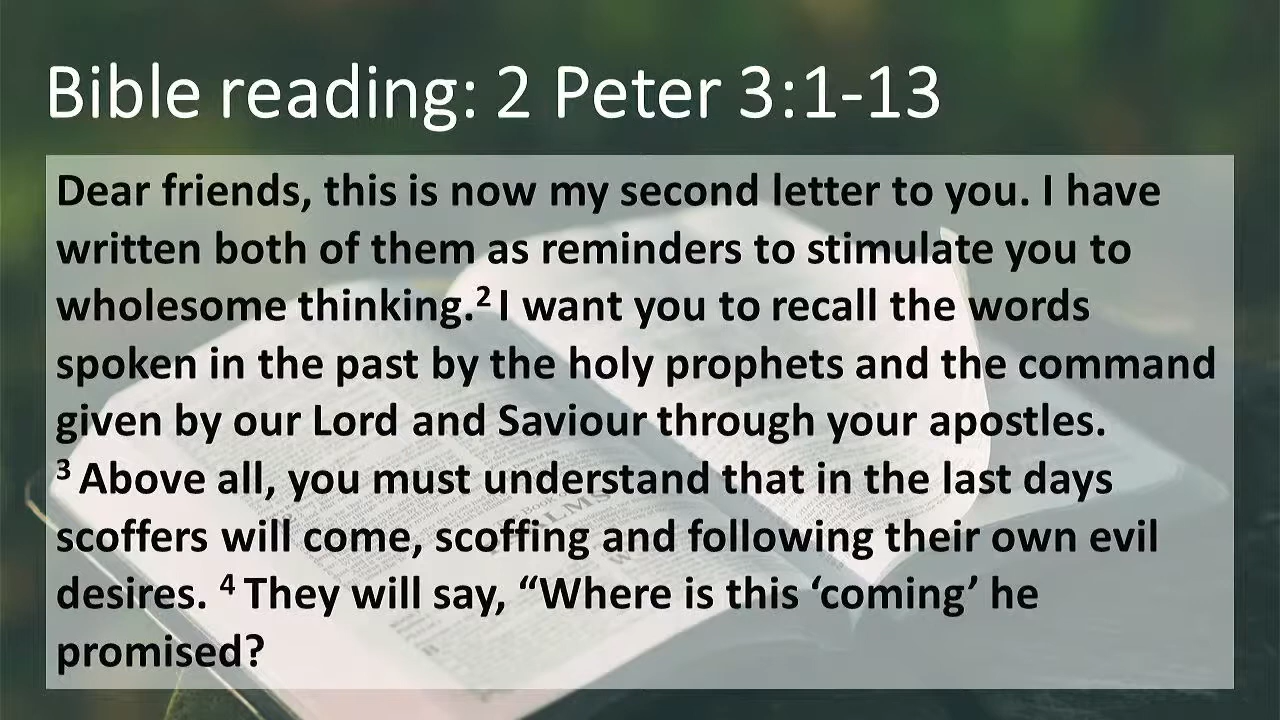 Bible reading: 2 Peter 3:1-13
Dear friends, this is now my second letter to you. I have
written both of them as reminders to stimulate you to
wholesome thinking.² I want you to recall the words
spoken in the past by the holy prophets and the command
given by our Lord and Saviour through your apostles.
³ Above all, you must understand that in the last days
scoffers will come, scoffing and following their own evil
desires. ⁴ They will say, “Where is this ‘coming’ he
promised?